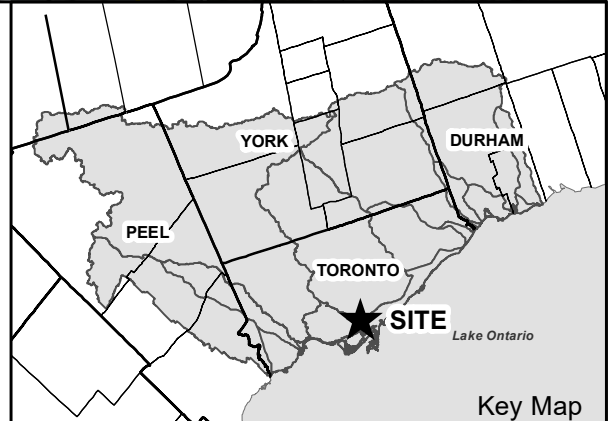 YORK
DURHAM
PEEL
TORONTO
SITE
Lake Ontario
Key Map